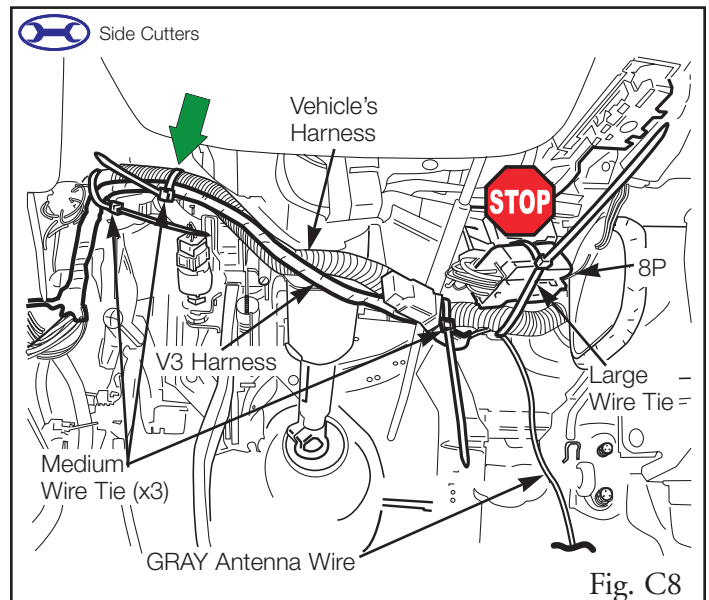 Side Cutters
Vehicle's
Harness
STOP
8P
V3 Harness
Large
Wire Tie
Medium
Wire Tie (x3)
GRAY Antenna Wire
Fig. C8